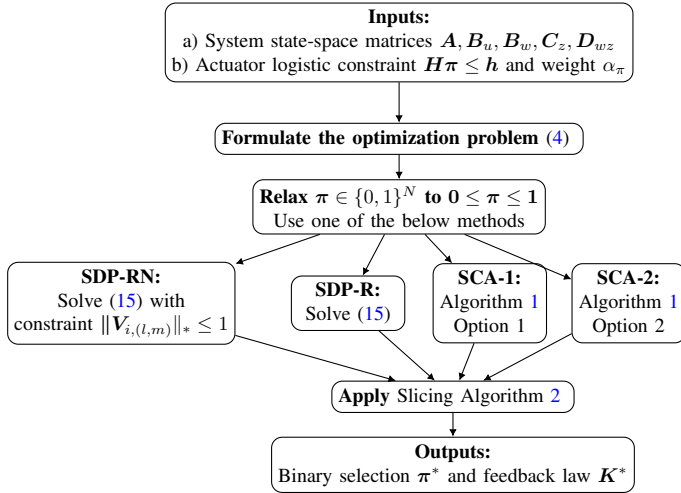 Inputs:
a) System state-space matrices A, B_u, B_w, C_z, D_wz
b) Actuator logistic constraint Hπ ≤ h and weight α_π
Formulate the optimization problem (4)
Relax π ∈ {0, 1}^N to 0 ≤ π ≤ 1
Use one of the below methods
SDP-RN:
Solve (15) with
constraint ‖V_{i,(l,m)}‖_* ≤ 1
SDP-R:
Solve (15)
SCA-1:
Algorithm 1
Option 1
SCA-2:
Algorithm 1
Option 2
Apply Slicing Algorithm 2
Outputs:
Binary selection π* and feedback law K*